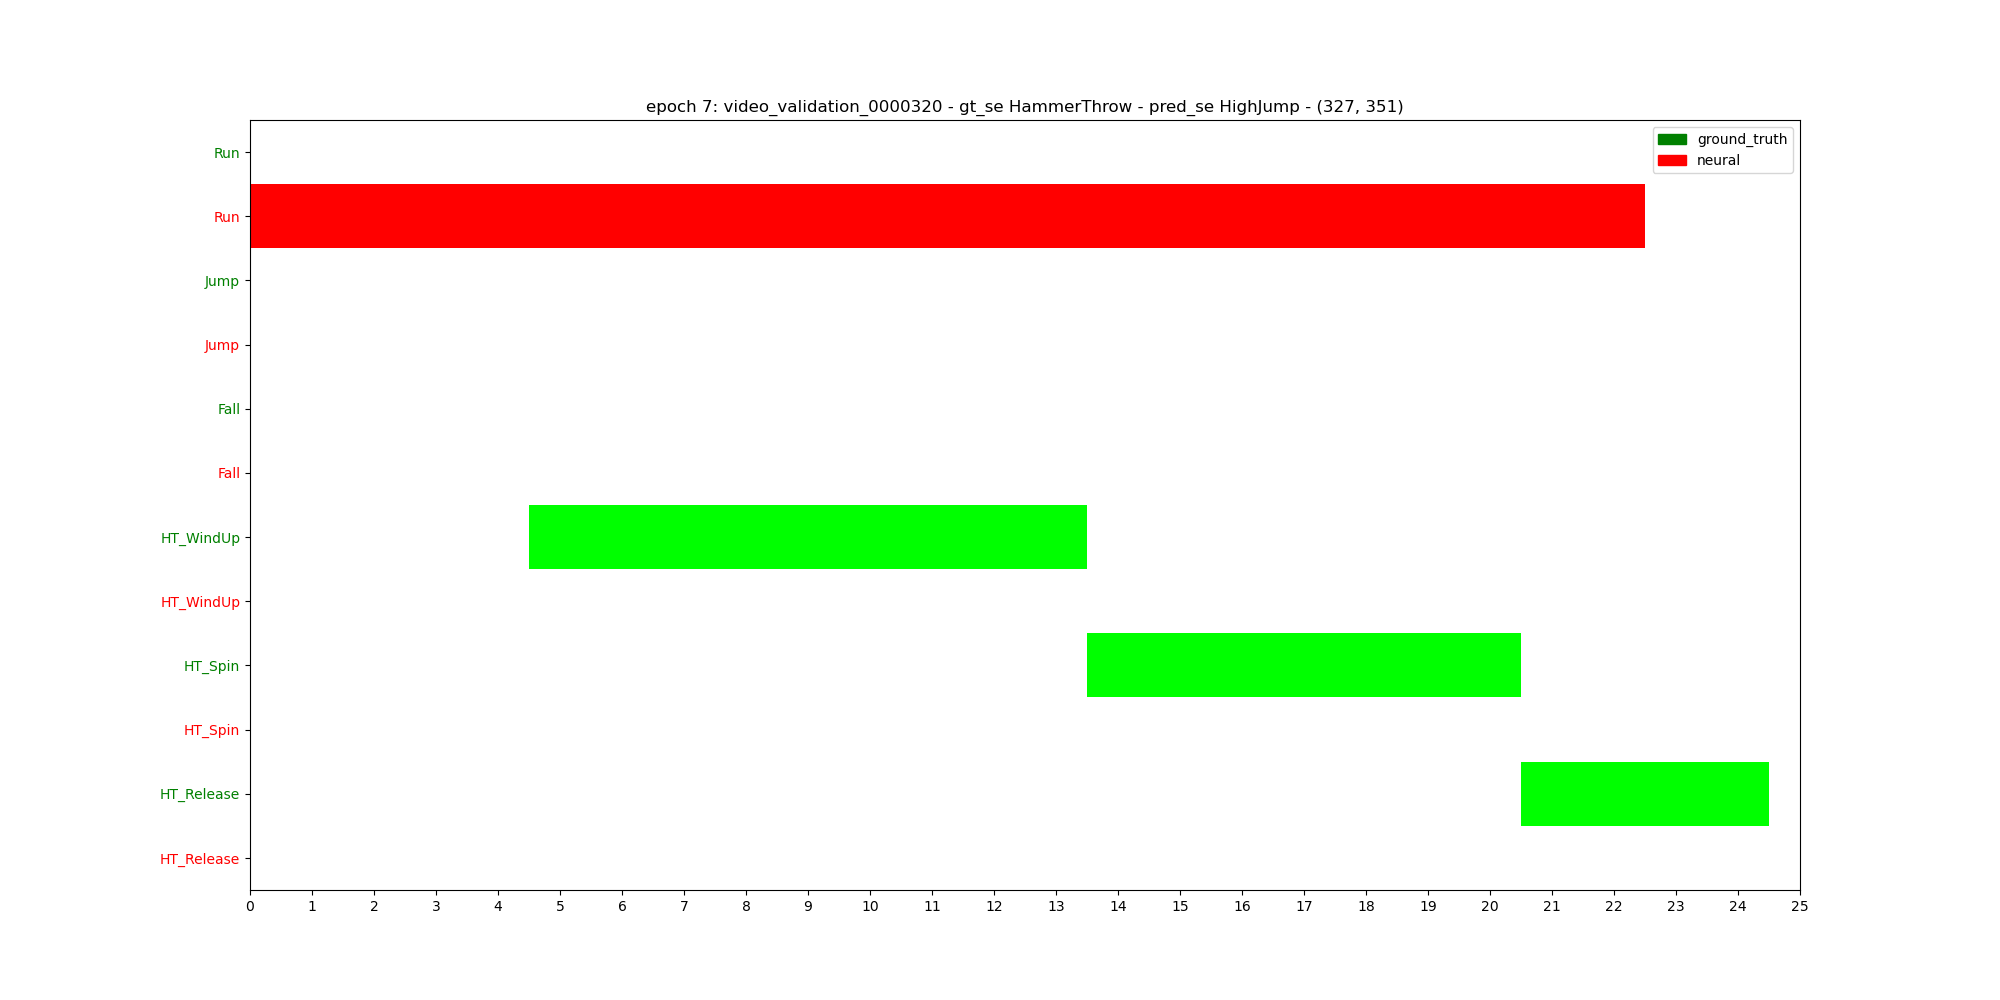 epoch 7: video_validation_0000320 - gt_se HammerThrow - pred_se HighJump - (327, 351)
ground_truth
neural
Run
Run
Jump
Jump
Fall
Fall
HT_WindUp
HT_WindUp
HT_Spin
HT_Spin
HT_Release
HT_Release
0 1 2 3 4 5 6 7 8 9 10 11 12 13 14 15 16 17 18 19 20 21 22 23 24 25